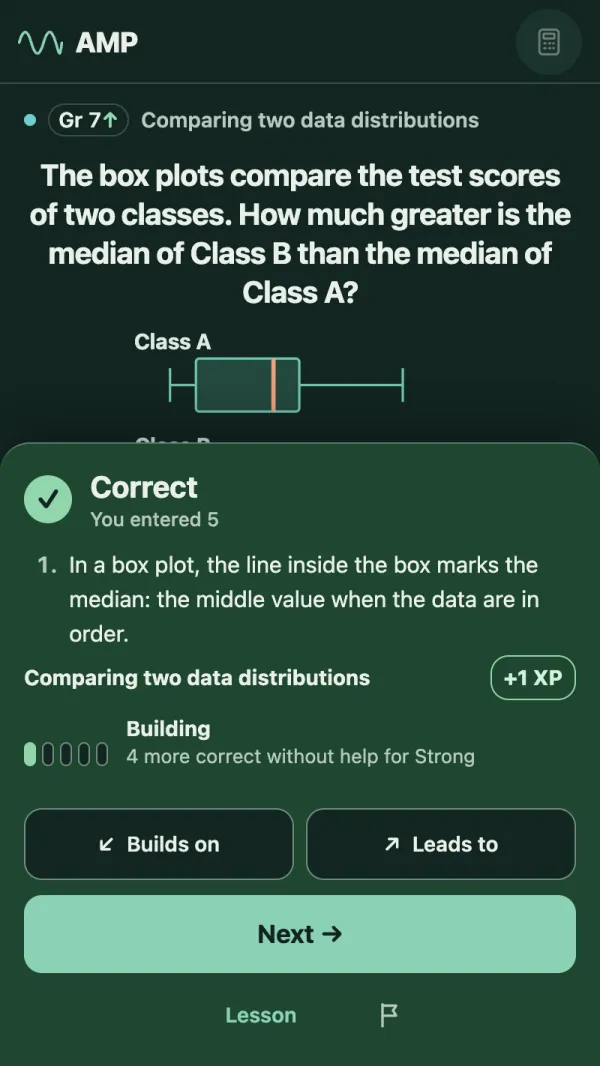 AMP
Gr 7↑ Comparing two data distributions
The box plots compare the test scores
of two classes. How much greater is the
median of Class B than the median of
Class A?
Class A
Correct
You entered 5
1. In a box plot, the line inside the box marks the
median: the middle value when the data are in
order.
Comparing two data distributions +1 XP
Building
4 more correct without help for Strong
↙ Builds on ↗ Leads to
Next →
Lesson